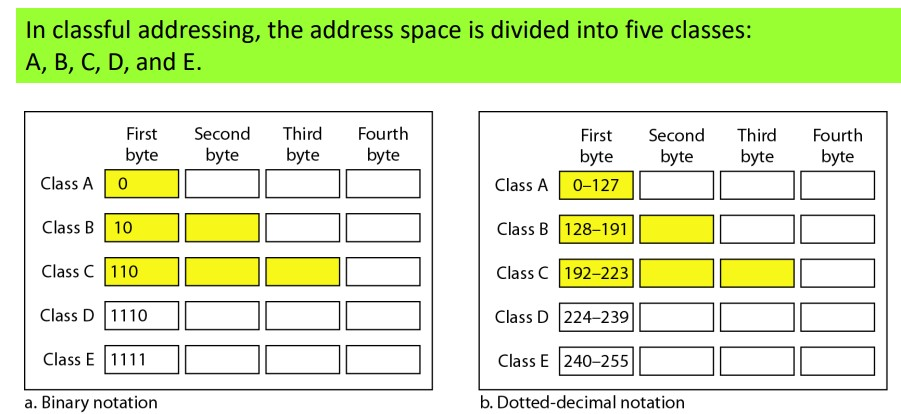 In classful addressing, the address space is divided into five classes:
A, B, C, D, and E.
First Second Third Fourth
byte byte byte byte
Class A 0
Class B 10
Class C 110
Class D 1110
Class E 1111
a. Binary notation
First Second Third Fourth
byte byte byte byte
Class A 0–127
Class B 128–191
Class C 192–223
Class D 224–239
Class E 240–255
b. Dotted-decimal notation